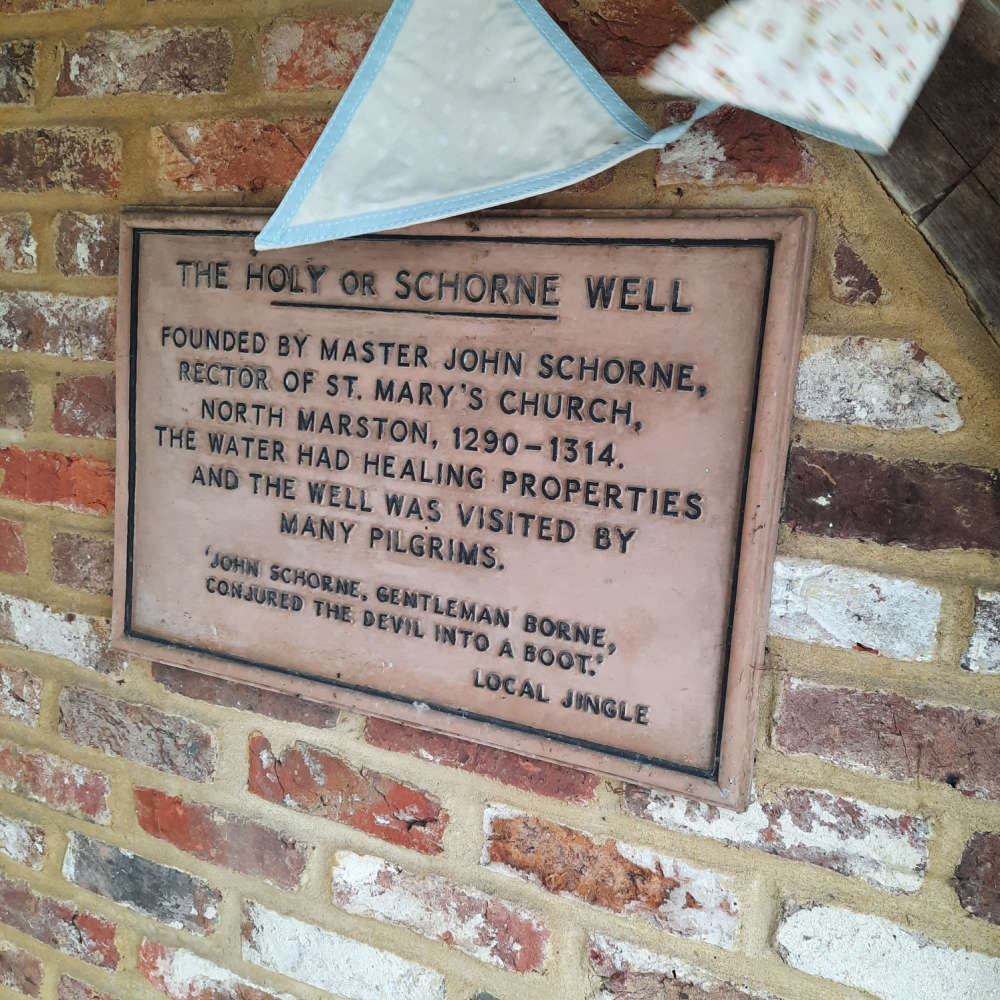 THE HOLY OR SCHORNE WELL
FOUNDED BY MASTER JOHN SCHORNE,
RECTOR OF ST. MARY'S CHURCH,
NORTH MARSTON, 1290-1314.
THE WATER HAD HEALING PROPERTIES
AND THE WELL WAS VISITED BY
MANY PILGRIMS.
'JOHN SCHORNE, GENTLEMAN BORNE,
CONJURED THE DEVIL INTO A BOOT.'
LOCAL JINGLE